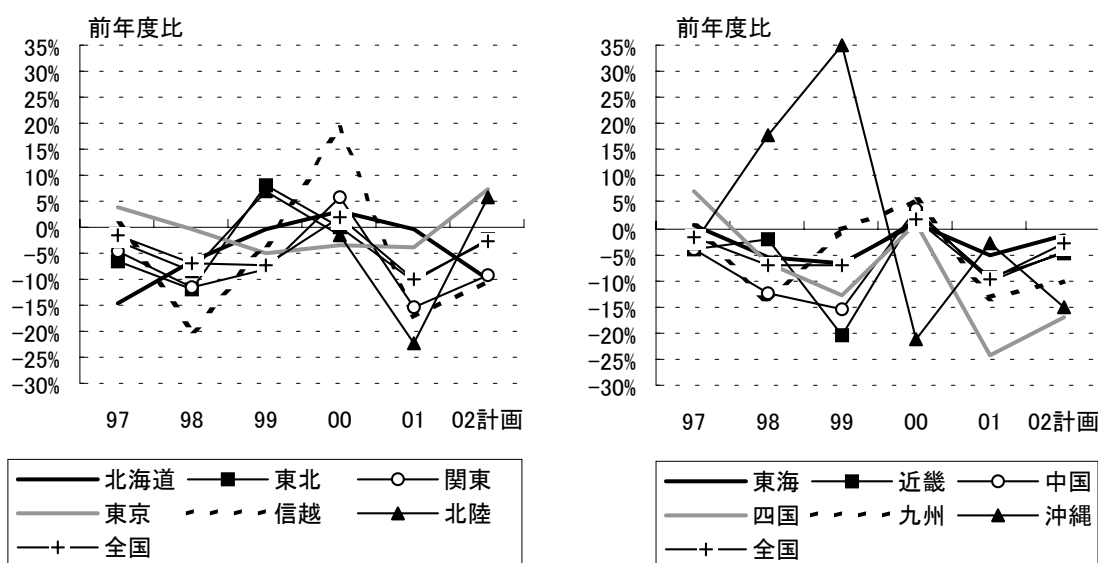 前年度比
35%
30%
25%
20%
15%
10%
5%
0%
-5%
-10%
-15%
-20%
-25%
-30%
97 98 99 00 01 02計画
北海道 東北 関東
東京 信越 北陸
全国
前年度比
35%
30%
25%
20%
15%
10%
5%
0%
-5%
-10%
-15%
-20%
-25%
-30%
97 98 99 00 01 02計画
東海 近畿 中国
四国 九州 沖縄
全国